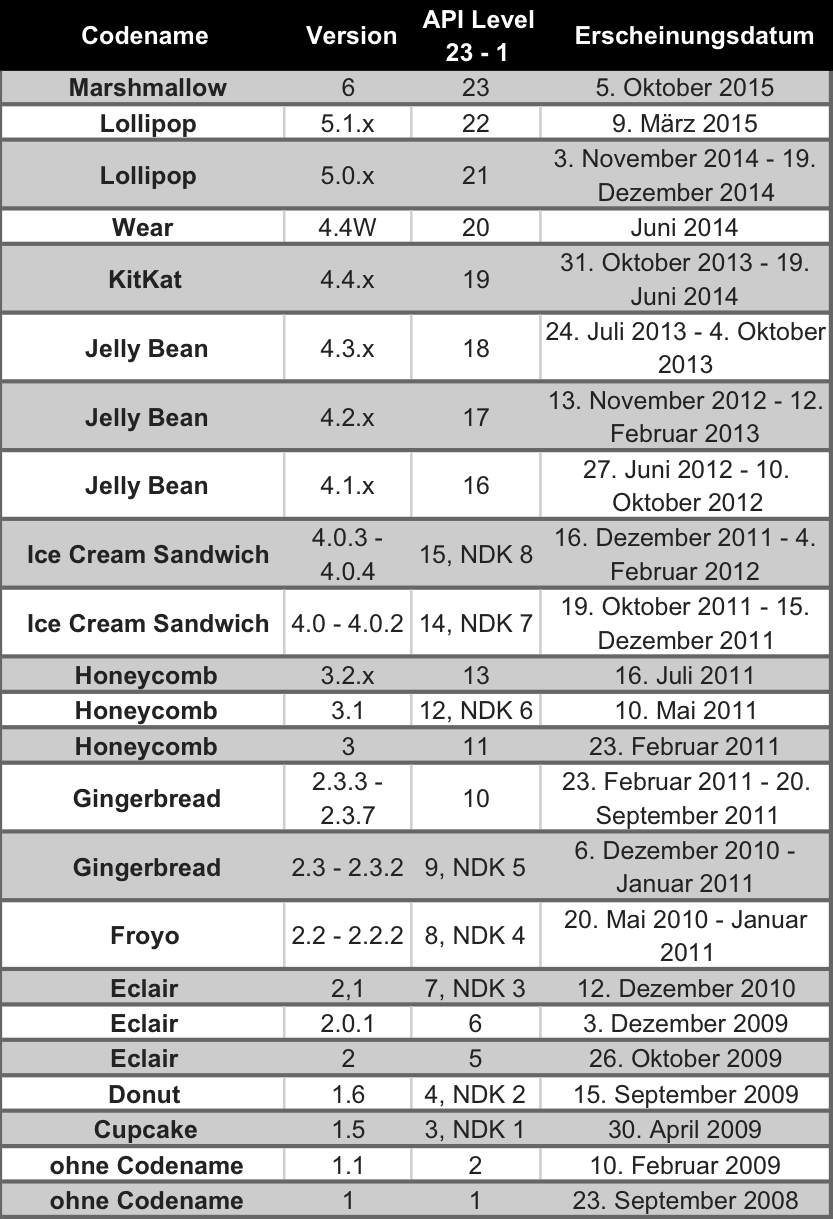 Codename Version API Level 23 - 1 Erscheinungsdatum
Marshmallow 6 23 5. Oktober 2015
Lollipop 5.1.x 22 9. März 2015
Lollipop 5.0.x 21 3. November 2014 - 19. Dezember 2014
Wear 4.4W 20 Juni 2014
KitKat 4.4.x 19 31. Oktober 2013 - 19. Juni 2014
Jelly Bean 4.3.x 18 24. Juli 2013 - 4. Oktober 2013
Jelly Bean 4.2.x 17 13. November 2012 - 12. Februar 2013
Jelly Bean 4.1.x 16 27. Juni 2012 - 10. Oktober 2012
Ice Cream Sandwich 4.0.3 - 4.0.4 15, NDK 8 16. Dezember 2011 - 4. Februar 2012
Ice Cream Sandwich 4.0 - 4.0.2 14, NDK 7 19. Oktober 2011 - 15. Dezember 2011
Honeycomb 3.2.x 13 16. Juli 2011
Honeycomb 3.1 12, NDK 6 10. Mai 2011
Honeycomb 3 11 23. Februar 2011
Gingerbread 2.3.3 - 2.3.7 10 23. Februar 2011 - 20. September 2011
Gingerbread 2.3 - 2.3.2 9, NDK 5 6. Dezember 2010 - Januar 2011
Froyo 2.2 - 2.2.2 8, NDK 4 20. Mai 2010 - Januar 2011
Eclair 2,1 7, NDK 3 12. Dezember 2010
Eclair 2.0.1 6 3. Dezember 2009
Eclair 2 5 26. Oktober 2009
Donut 1.6 4, NDK 2 15. September 2009
Cupcake 1.5 3, NDK 1 30. April 2009
ohne Codename 1.1 2 10. Februar 2009
ohne Codename 1 1 23. September 2008